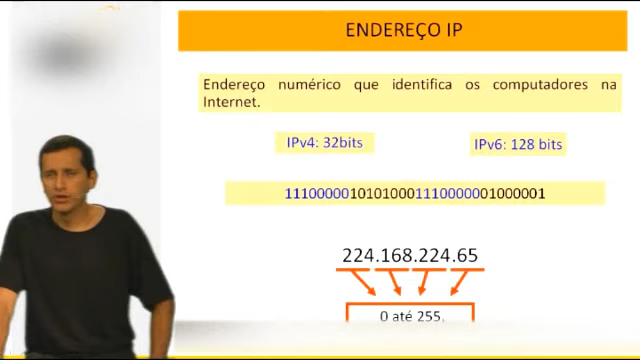 ENDEREÇO IP
Endereço numérico que identifica os computadores na
Internet.
IPv4: 32bits
IPv6: 128 bits
11100000101010001110000001000001
224.168.224.65
0 até 255.